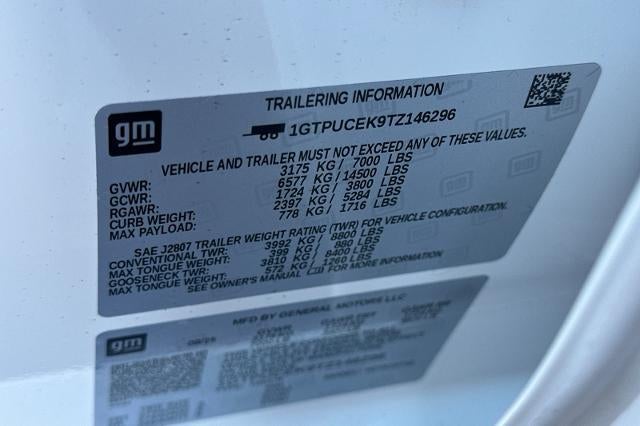 gm
TRAILERING INFORMATION
1GTPUCEK9TZ146296
VEHICLE AND TRAILER MUST NOT EXCEED ANY OF THESE VALUES.
GVWR: 3175 KG / 7000 LBS
GCWR: 6577 KG / 14500 LBS
RGAWR: 1724 KG / 3800 LBS
CURB WEIGHT: 2397 KG / 5284 LBS
MAX PAYLOAD: 778 KG / 1716 LBS
SAE J2807 TRAILER WEIGHT RATING (TWR) FOR VEHICLE CONFIGURATION.
CONVENTIONAL TWR: 3992 KG / 8800 LBS
MAX TONGUE WEIGHT: 399 KG / 880 LBS
GOOSENECK TWR: 3810 KG / 8400 LBS
MAX TONGUE WEIGHT: 572 KG / 1260 LBS
SEE OWNER'S MANUAL FOR MORE INFORMATION
gm
MFD BY GENERAL MOTORS LLC
GVWR